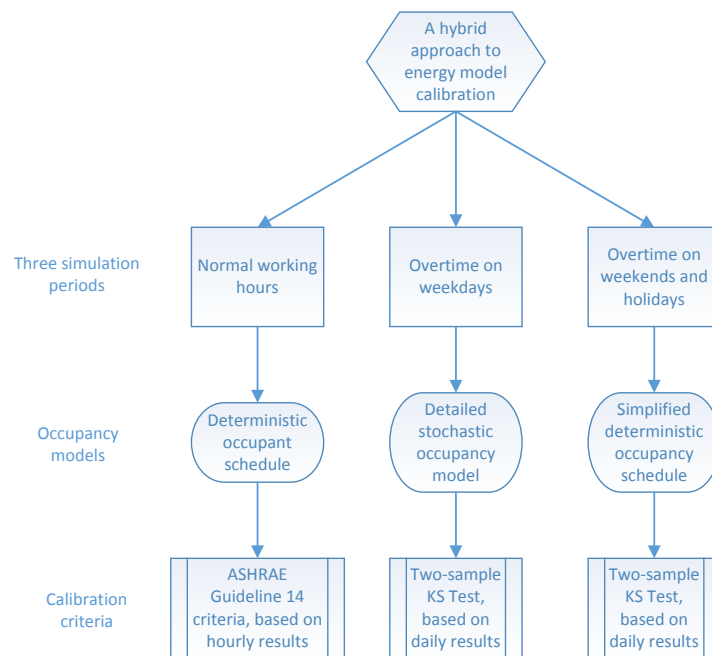 A hybrid
approach to
energy model
calibration
Three simulation
periods
Normal working
hours
Overtime on
weekdays
Overtime on
weekends and
holidays
Occupancy
models
Deterministic
occupant
schedule
Detailed
stochastic
occupancy
model
Simplified
deterministic
occupancy
schedule
Calibration
criteria
ASHRAE
Guideline 14
criteria, based on
hourly results
Two-sample
KS Test,
based on
daily results
Two-sample
KS Test,
based on
daily results